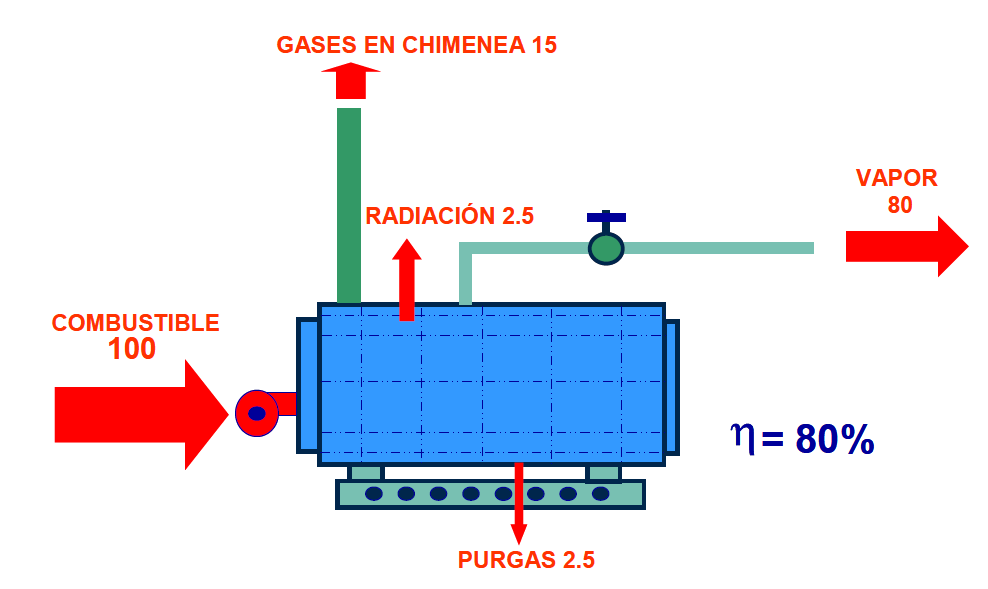 GASES EN CHIMENEA 15
VAPOR
80
RADIACIÓN 2.5
COMBUSTIBLE
100
η = 80%
PURGAS 2.5